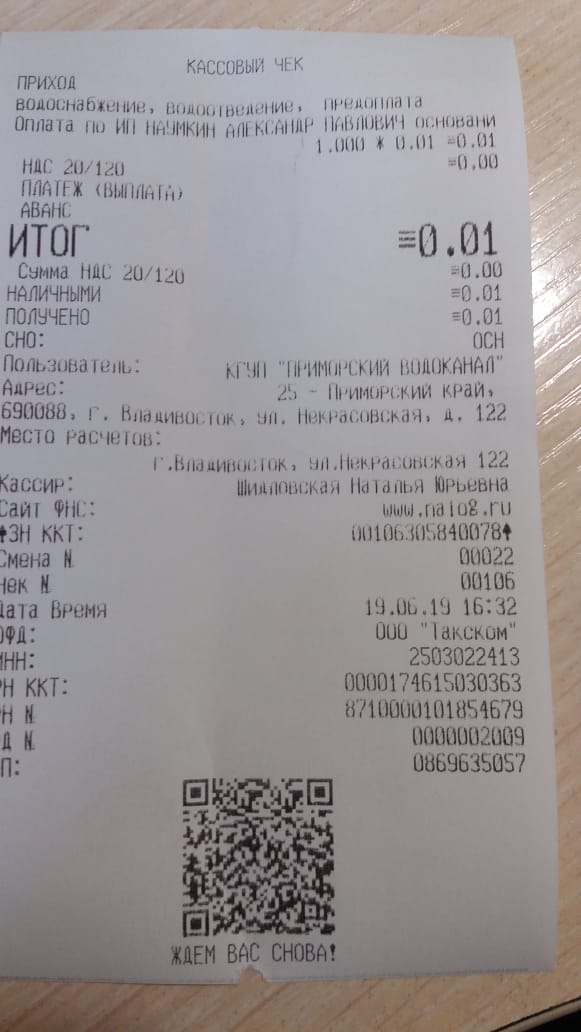 КАССОВЫЙ ЧЕК
ПРИХОД
водоснабжение, водоотведение, предоплата
Оплата по ИП НАУМКИН АЛЕКСАНДР ПАВЛОВИЧ основани
1.000 * 0.01 =0.01
НДС 20/120 =0.00
ПЛАТЕЖ (ВЫПЛАТА)
АВАНС
ИТОГ =0.01
Сумма НДС 20/120 =0.00
НАЛИЧНЫМИ =0.01
ПОЛУЧЕНО =0.01
СНО: ОСН
Пользователь: КГУП "ПРИМОРСКИЙ ВОДОКАНАЛ"
Адрес: 25 - Приморский край,
690088, г. Владивосток, ул. Некрасовская, д. 122
Место расчетов:
г.Владивосток, ул.Некрасовская 122
Кассир: Шидловская Наталья Юрьевна
Сайт ФНС: www.nalog.ru
ЗН ККТ: 00106305840078
Смена № 00022
Чек № 00106
Дата Время 19.06.19 16:32
ОФД: ООО "Такском"
ИНН: 2503022413
РН ККТ: 0000174615030363
ФН № 8710000101854679
ФД № 0000002009
ФП: 0869635057
ЖДЕМ ВАС СНОВА!